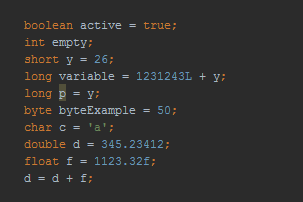 boolean active = true;
int empty;
short y = 26;
long variable = 1231243L + y;
long p = y;
byte byteExample = 50;
char c = 'a';
double d = 345.23412;
float f = 1123.32f;
d = d + f;